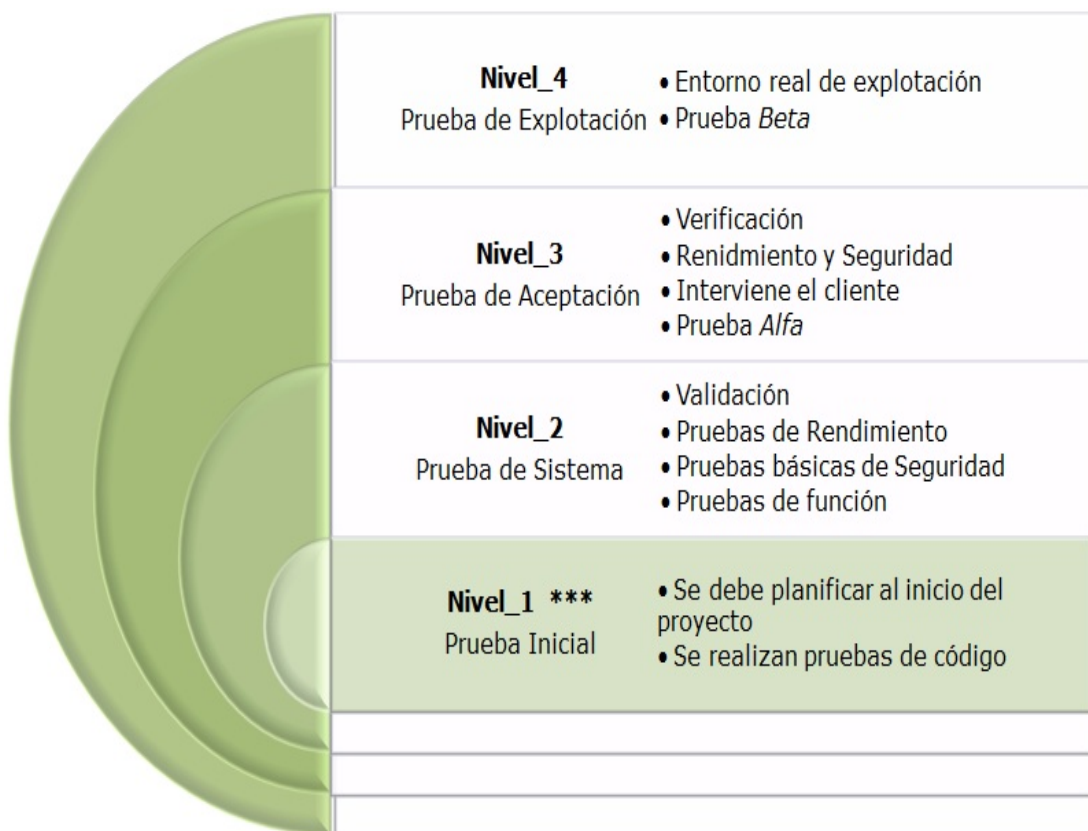 Nivel_4
Prueba de Explotación
• Entorno real de explotación
• Prueba Beta
Nivel_3
Prueba de Aceptación
• Verificación
• Renidmiento y Seguridad
• Interviene el cliente
• Prueba Alfa
Nivel_2
Prueba de Sistema
• Validación
• Pruebas de Rendimiento
• Pruebas básicas de Seguridad
• Pruebas de función
Nivel_1 ***
Prueba Inicial
• Se debe planificar al inicio del
proyecto
• Se realizan pruebas de código